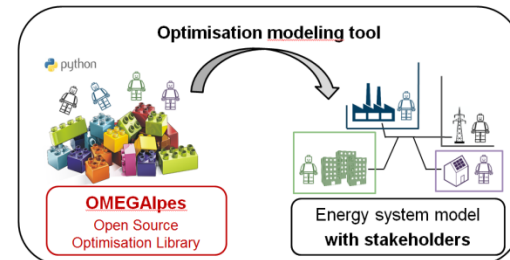 Optimisation modeling tool
python
OMEGAlpes
Open Source
Optimisation Library
Energy system model
with stakeholders